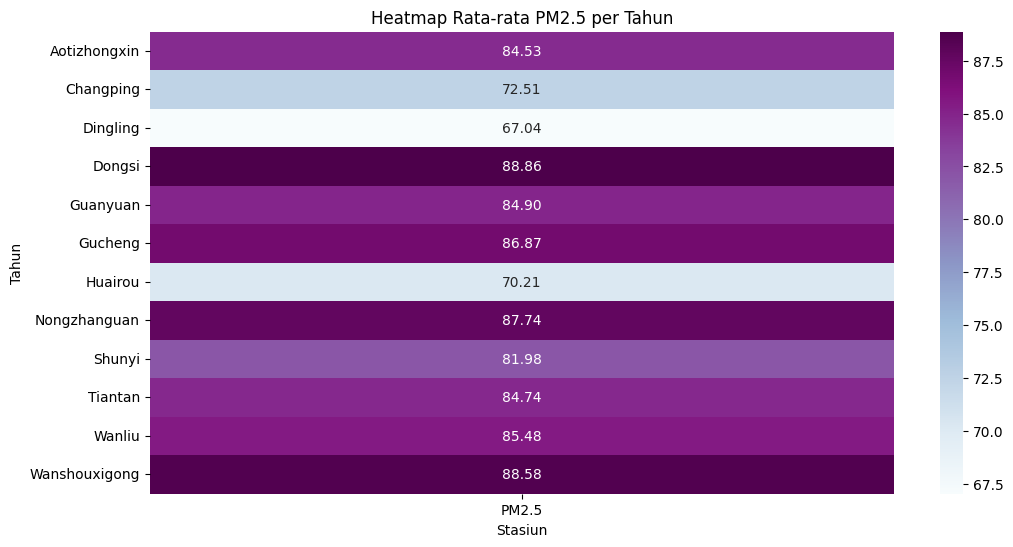 Heatmap Rata-rata PM2.5 per Tahun
Aotizhongxin 84.53
Changping 72.51
Dingling 67.04
Dongsi 88.86
Guanyuan 84.90
Gucheng 86.87
Huairou 70.21
Nongzhanguan 87.74
Shunyi 81.98
Tiantan 84.74
Wanliu 85.48
Wanshouxigong 88.58
Tahun
PM2.5
Stasiun
87.5
85.0
82.5
80.0
77.5
75.0
72.5
70.0
67.5